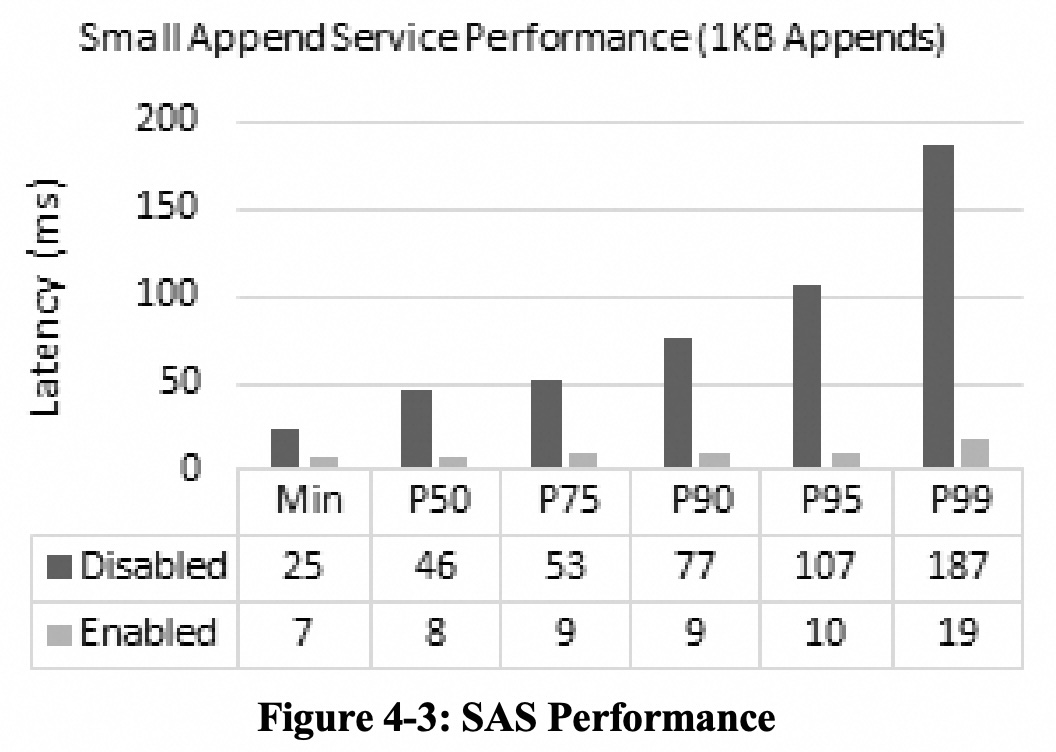 Small Append Service Performance (1KB Appends)
Latency (ms)
200
150
100
50
0
Min P50 P75 P90 P95 P99
Disabled 25 46 53 77 107 187
Enabled 7 8 9 9 10 19
Figure 4-3: SAS Performance